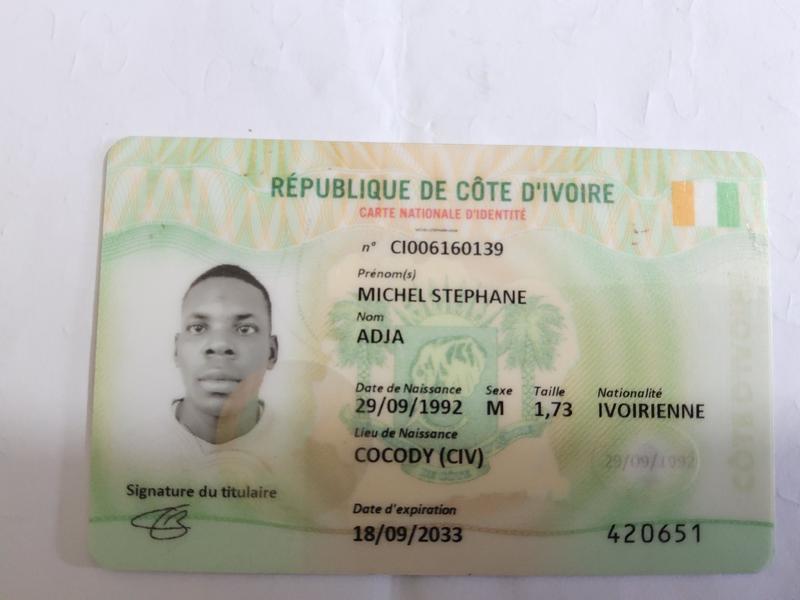 RÉPUBLIQUE DE CÔTE D'IVOIRE
CARTE NATIONALE D'IDENTITÉ
n° CI006160139
Prénom(s)
MICHEL STEPHANE
Nom
ADJA
Date de Naissance Sexe Taille Nationalité
29/09/1992 M 1,73 IVOIRIENNE
Lieu de Naissance
COCODY (CIV)
29/09/1992
Signature du titulaire
Date d'expiration
18/09/2033
420651